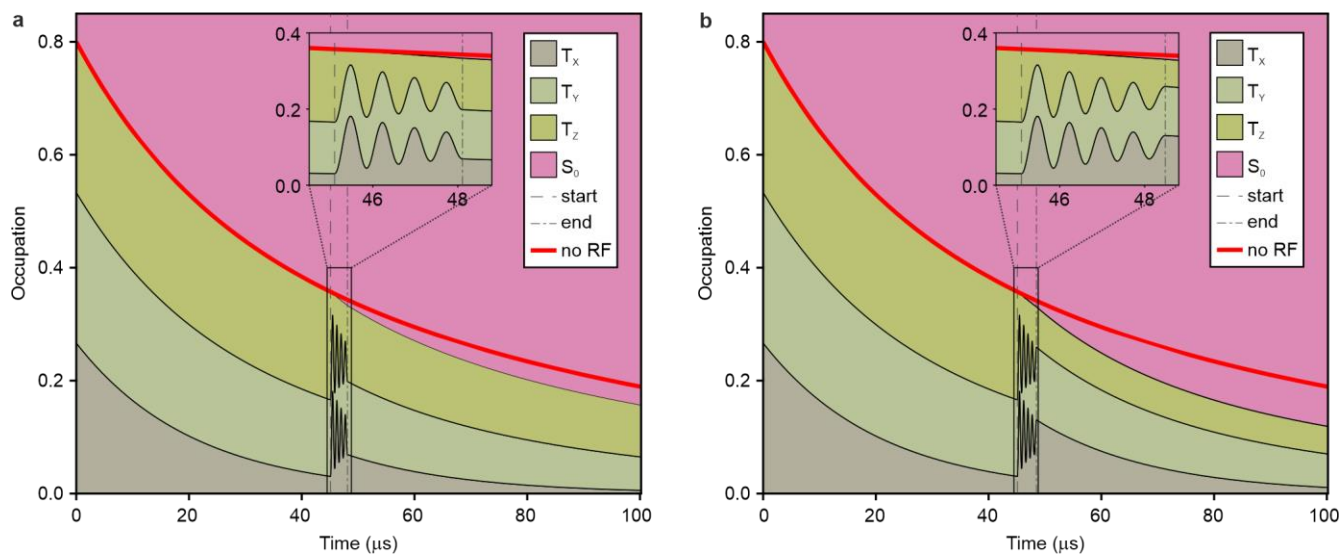 a
Occupation
0.8
0.6
0.4
0.2
0.0
0 20 40 60 80 100
Time (μs)
0.4
0.2
0.0
46 48
T_X
T_Y
T_Z
S_0
start
end
no RF
b
Occupation
0.8
0.6
0.4
0.2
0.0
0 20 40 60 80 100
Time (μs)
0.4
0.2
0.0
46 48
T_X
T_Y
T_Z
S_0
start
end
no RF